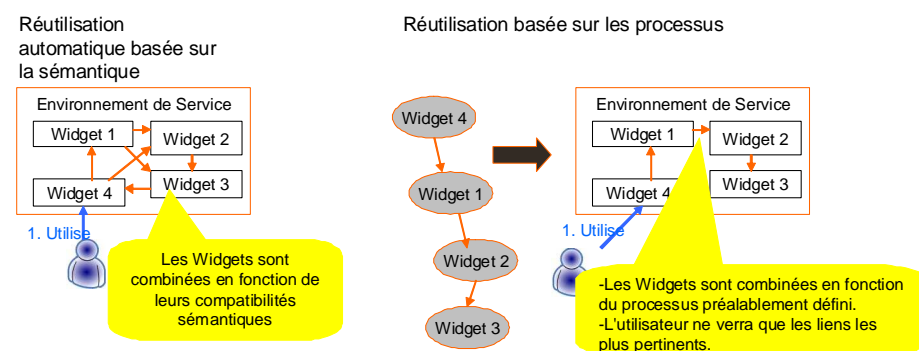 Réutilisation
automatique basée sur
la sémantique
Environnement de Service
Widget 1
Widget 2
Widget 4
Widget 3
1. Utilise
Les Widgets sont
combinées en fonction de
leurs compatibilités
sémantiques
Réutilisation basée sur les processus
Widget 4
Widget 1
Widget 2
Widget 3
Environnement de Service
Widget 1
Widget 2
Widget 4
Widget 3
1. Utilise
-Les Widgets sont combinées en fonction
du processus préalablement défini.
-L'utilisateur ne verra que les liens les
plus pertinents.